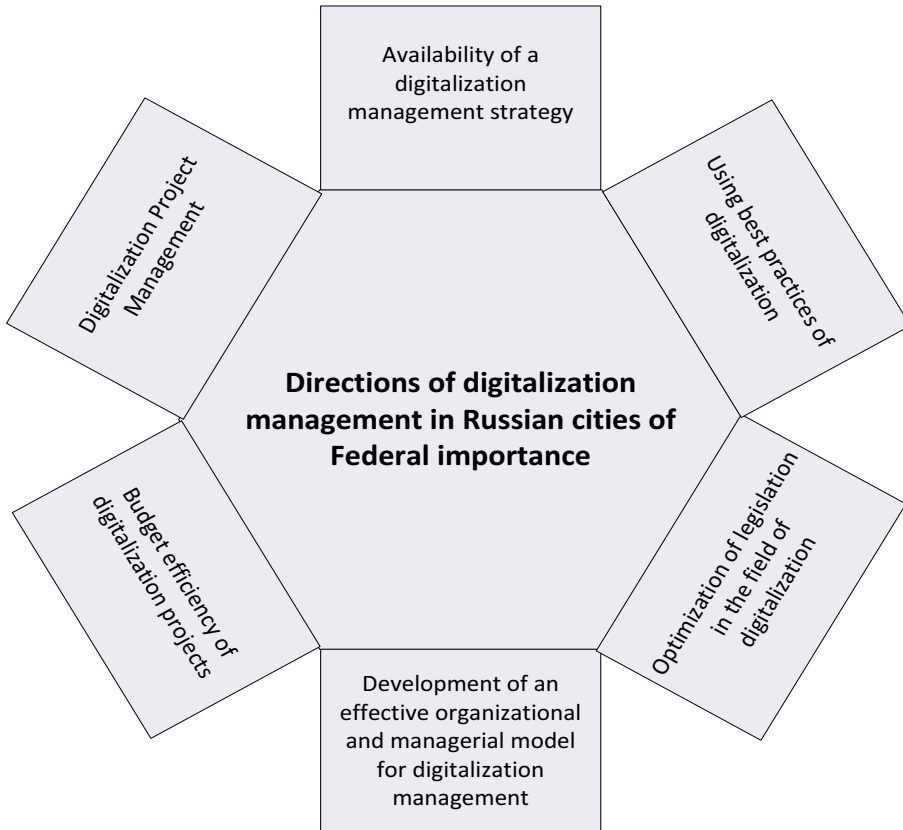 Availability of a
digitalization
management strategy
Using best practices of
digitalization
Optimization of legislation
in the field of
digitalization
Development of an
effective organizational
and managerial model
for digitalization
management
Budget efficiency of
digitalization projects
Digitalization Project
Management
Directions of digitalization
management in Russian cities of
Federal importance